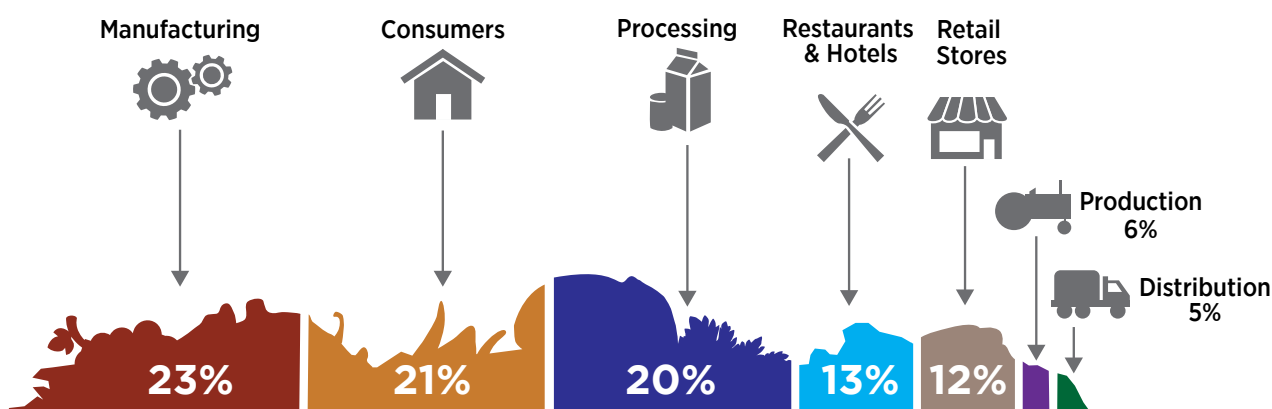 Manufacturing
Consumers
Processing
Restaurants
& Hotels
Retail
Stores
Production
6%
Distribution
5%
23%
21%
20%
13%
12%